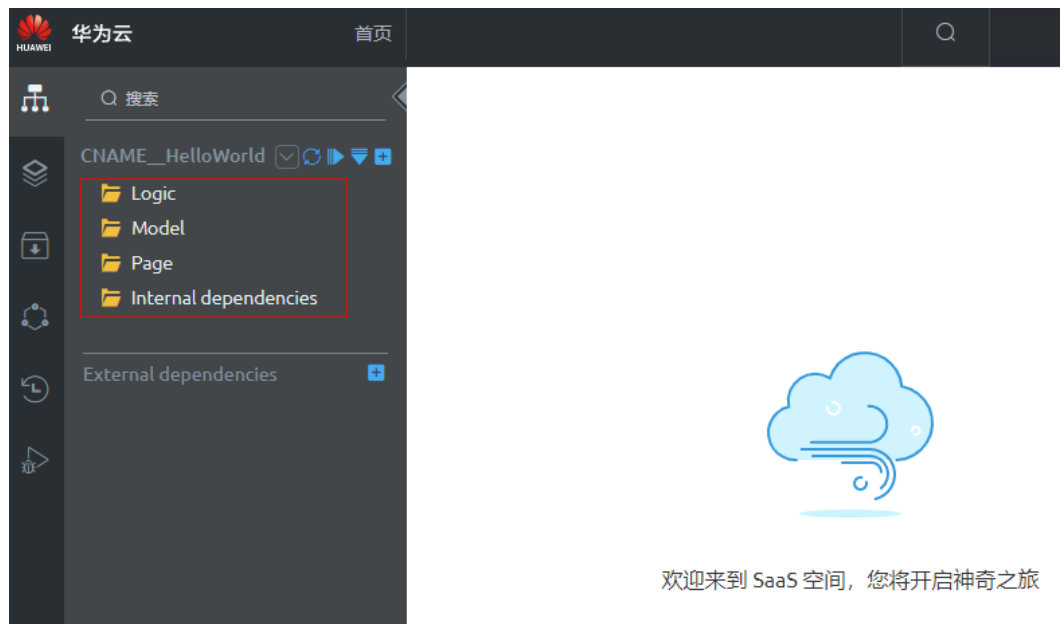 HUAWEI 华为云 首页
搜索
CNAME__HelloWorld
Logic
Model
Page
Internal dependencies
External dependencies
欢迎来到 SaaS 空间，您将开启神奇之旅